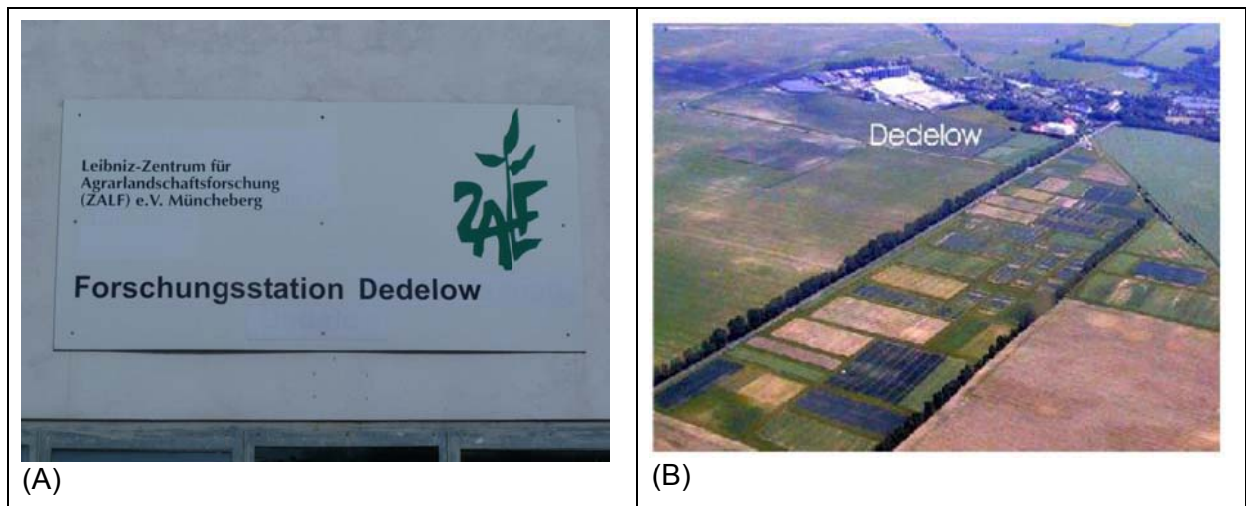 Leibniz-Zentrum für
Agrarlandschaftsforschung
(ZALF) e.V. Müncheberg
ZALF
Forschungsstation Dedelow
(A)
Dedelow
(B)